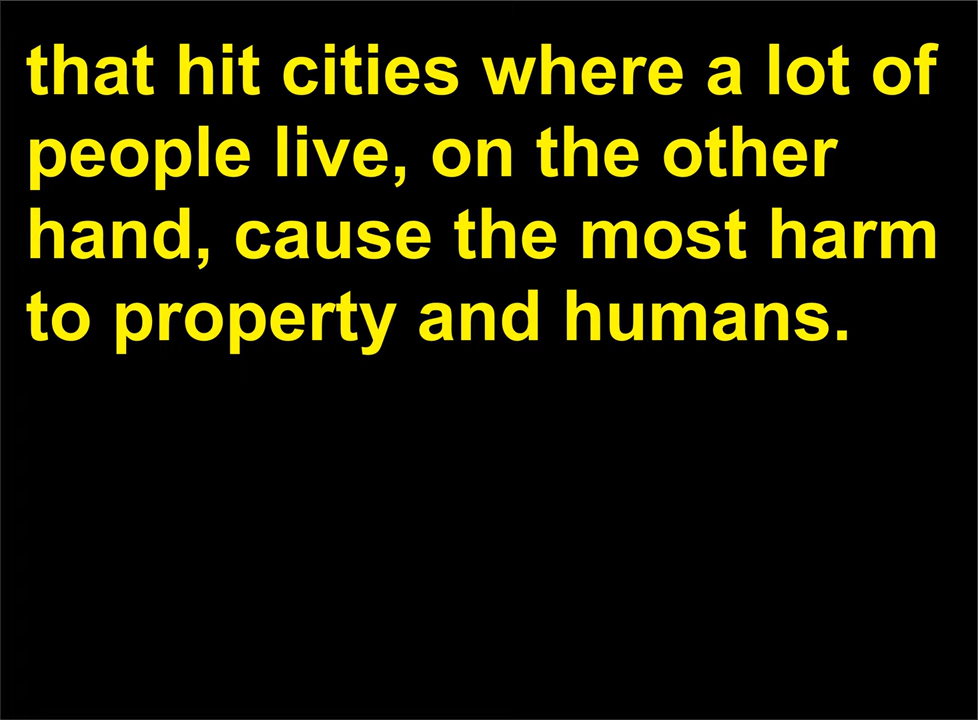 that hit cities where a lot of
people live, on the other
hand, cause the most harm
to property and humans.